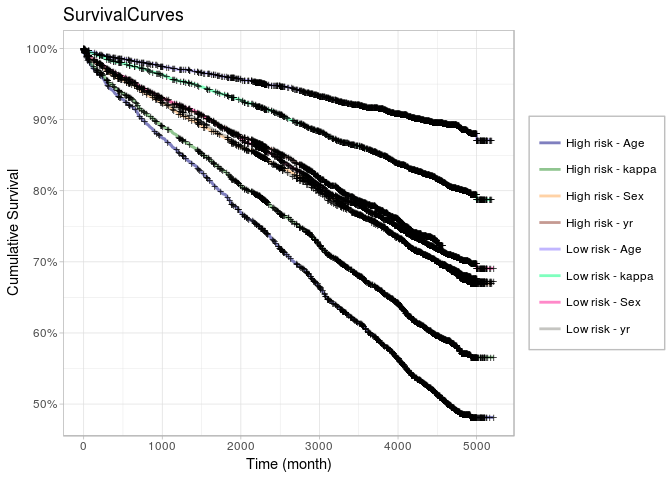 SurvivalCurves
100%
90%
80%
70%
60%
50%
Cumulative Survival
0 1000 2000 3000 4000 5000
Time (month)
High risk - Age
High risk - kappa
High risk - Sex
High risk - yr
Low risk - Age
Low risk - kappa
Low risk - Sex
Low risk - yr